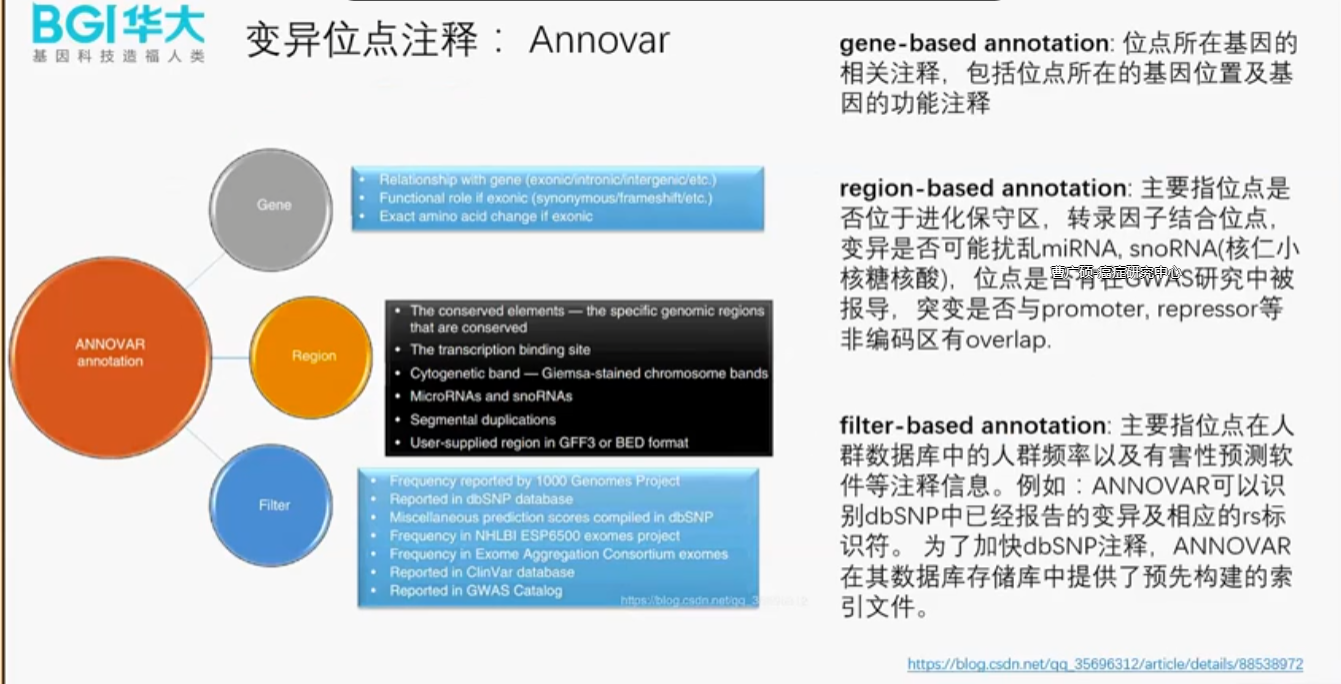 BGI华大
基因科技造福人类
变异位点注释： Annovar
ANNOVAR
annotation
Gene
• Relationship with gene (exonic/intronic/intergenic/etc.)
• Functional role if exonic (synonymous/frameshift/etc.)
• Exact amino acid change if exonic
Region
• The conserved elements — the specific genomic regions
that are conserved
• The transcription binding site
• Cytogenetic band — Giemsa-stained chromosome bands
• MicroRNAs and snoRNAs
• Segmental duplications
• User-supplied region in GFF3 or BED format
Filter
• Frequency reported by 1000 Genomes Project
• Reported in dbSNP database
• Miscellaneous prediction scores compiled in dbSNP
• Frequency in NHLBI ESP6500 exomes project
• Frequency in Exome Aggregation Consortium exomes
• Reported in ClinVar database
• Reported in GWAS Catalog
gene-based annotation: 位点所在基因的
相关注释，包括位点所在的基因位置及基
因的功能注释
region-based annotation: 主要指位点是
否位于进化保守区，转录因子结合位点，
变异是否可能扰乱miRNA, snoRNA(核仁小
核糖核酸)，位点是否有在GWAS研究中被
报导，突变是否与promoter, repressor等
非编码区有overlap.
filter-based annotation: 主要指位点在人
群数据库中的人群频率以及有害性预测软
件等注释信息。例如：ANNOVAR可以识
别dbSNP中已经报告的变异及相应的rs标
识符。 为了加快dbSNP注释，ANNOVAR
在其数据库存储库中提供了预先构建的索
引文件。
https://blog.csdn.net/qq_35696312/article/details/88538972